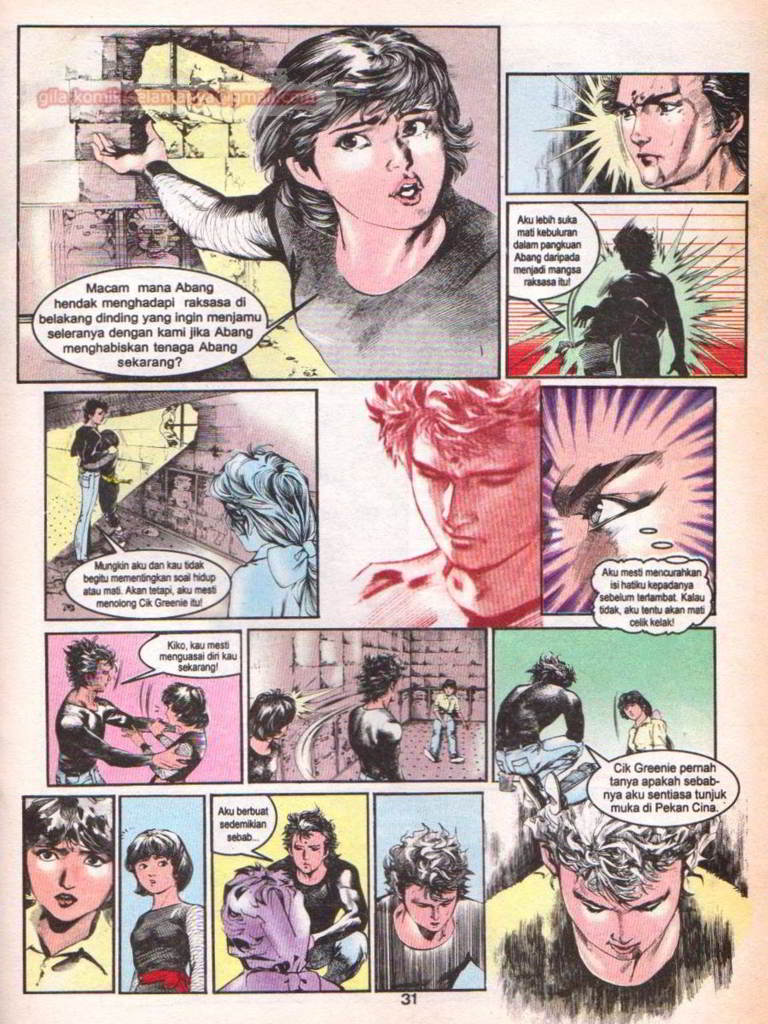 gila-komik-selamanya@gmail.com
Macam mana Abang
hendak menghadapi raksasa di
belakang dinding yang ingin menjamu
seleranya dengan kami jika Abang
menghabiskan tenaga Abang
sekarang?
Aku lebih suka
mati kebuluran
dalam pangkuan
Abang daripada
menjadi mangsa
raksasa itu!
Mungkin aku dan kau tidak
begitu mementingkan soal hidup
atau mati. Akan tetapi, aku mesti
menolong Cik Greenie itu!
Aku mesti mencurahkan
isi hatiku kepadanya
sebelum terlambat. Kalau
tidak, aku tentu akan mati
celik kelak!
Kiko, kau mesti
menguasai diri kau
sekarang!
Cik Greenie pernah
tanya apakah sebab-
nya aku sentiasa tunjuk
muka di Pekan Cina.
Aku berbuat
sedemikian
sebab...
31